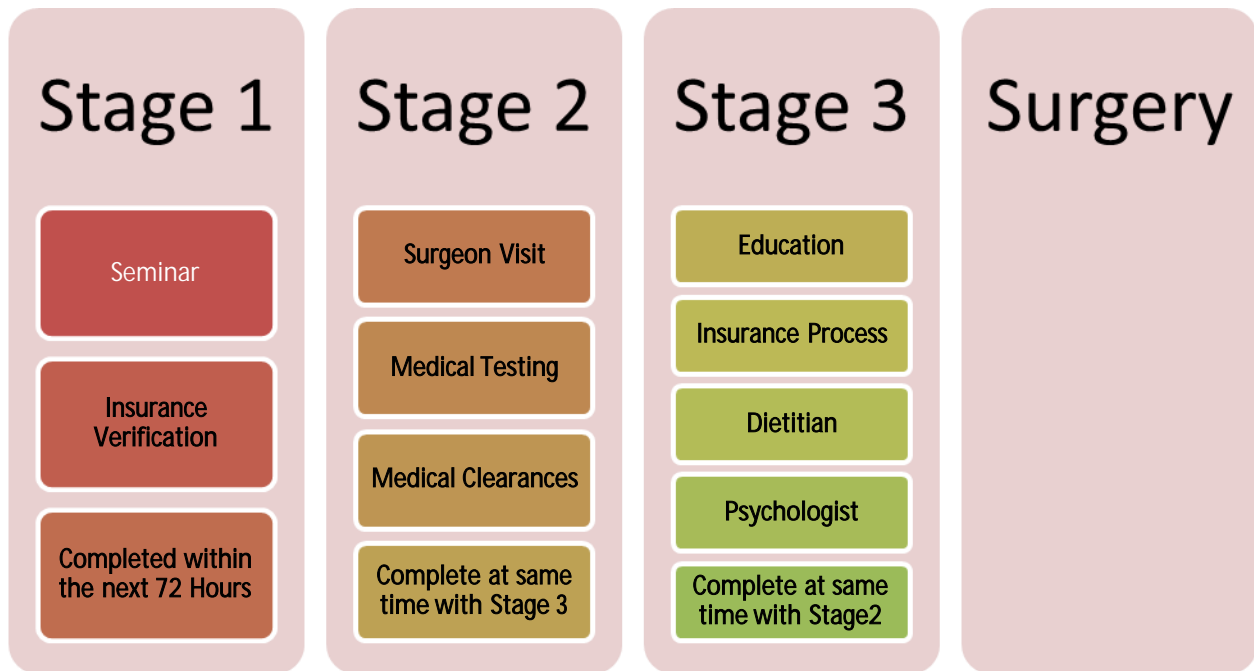 Stage 1
Seminar
Insurance
Verification
Completed within
the next 72 Hours
Stage 2
Surgeon Visit
Medical Testing
Medical Clearances
Complete at same
time with Stage 3
Stage 3
Education
Insurance Process
Dietitian
Psychologist
Complete at same
time with Stage2
Surgery